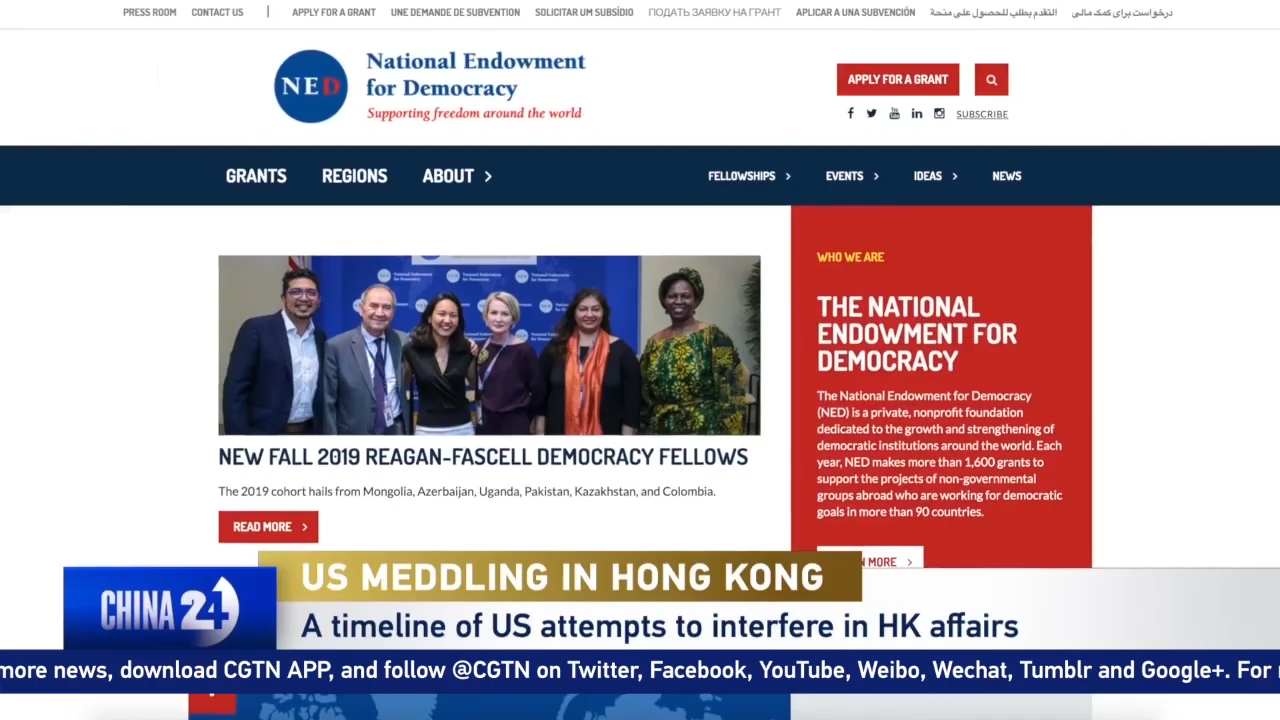 PRESS ROOM CONTACT US | APPLY FOR A GRANT UNE DEMANDE DE SUBVENTION SOLICITAR UM SUBSÍDIO ПОДАТЬ ЗАЯВКУ НА ГРАНТ APLICAR A UNA SUBVENCIÓN التقدم بطلب للحصول على منحة درخواست برای کمک مالی
NED
National Endowment
for Democracy
Supporting freedom around the world
APPLY FOR A GRANT
SUBSCRIBE
GRANTS REGIONS ABOUT > FELLOWSHIPS > EVENTS > IDEAS > NEWS
National Endowment
for Democracy
NEW FALL 2019 REAGAN-FASCELL DEMOCRACY FELLOWS
The 2019 cohort hails from Mongolia, Azerbaijan, Uganda, Pakistan, Kazakhstan, and Colombia.
READ MORE >
WHO WE ARE
THE NATIONAL
ENDOWMENT FOR
DEMOCRACY
The National Endowment for Democracy
(NED) is a private, nonprofit foundation
dedicated to the growth and strengthening of
democratic institutions around the world. Each
year, NED makes more than 1,600 grants to
support the projects of non-governmental
groups abroad who are working for democratic
goals in more than 90 countries.
N MORE >
US MEDDLING IN HONG KONG
CHINA 24
A timeline of US attempts to interfere in HK affairs
more news, download CGTN APP, and follow @CGTN on Twitter, Facebook, YouTube, Weibo, Wechat, Tumblr and Google+. For